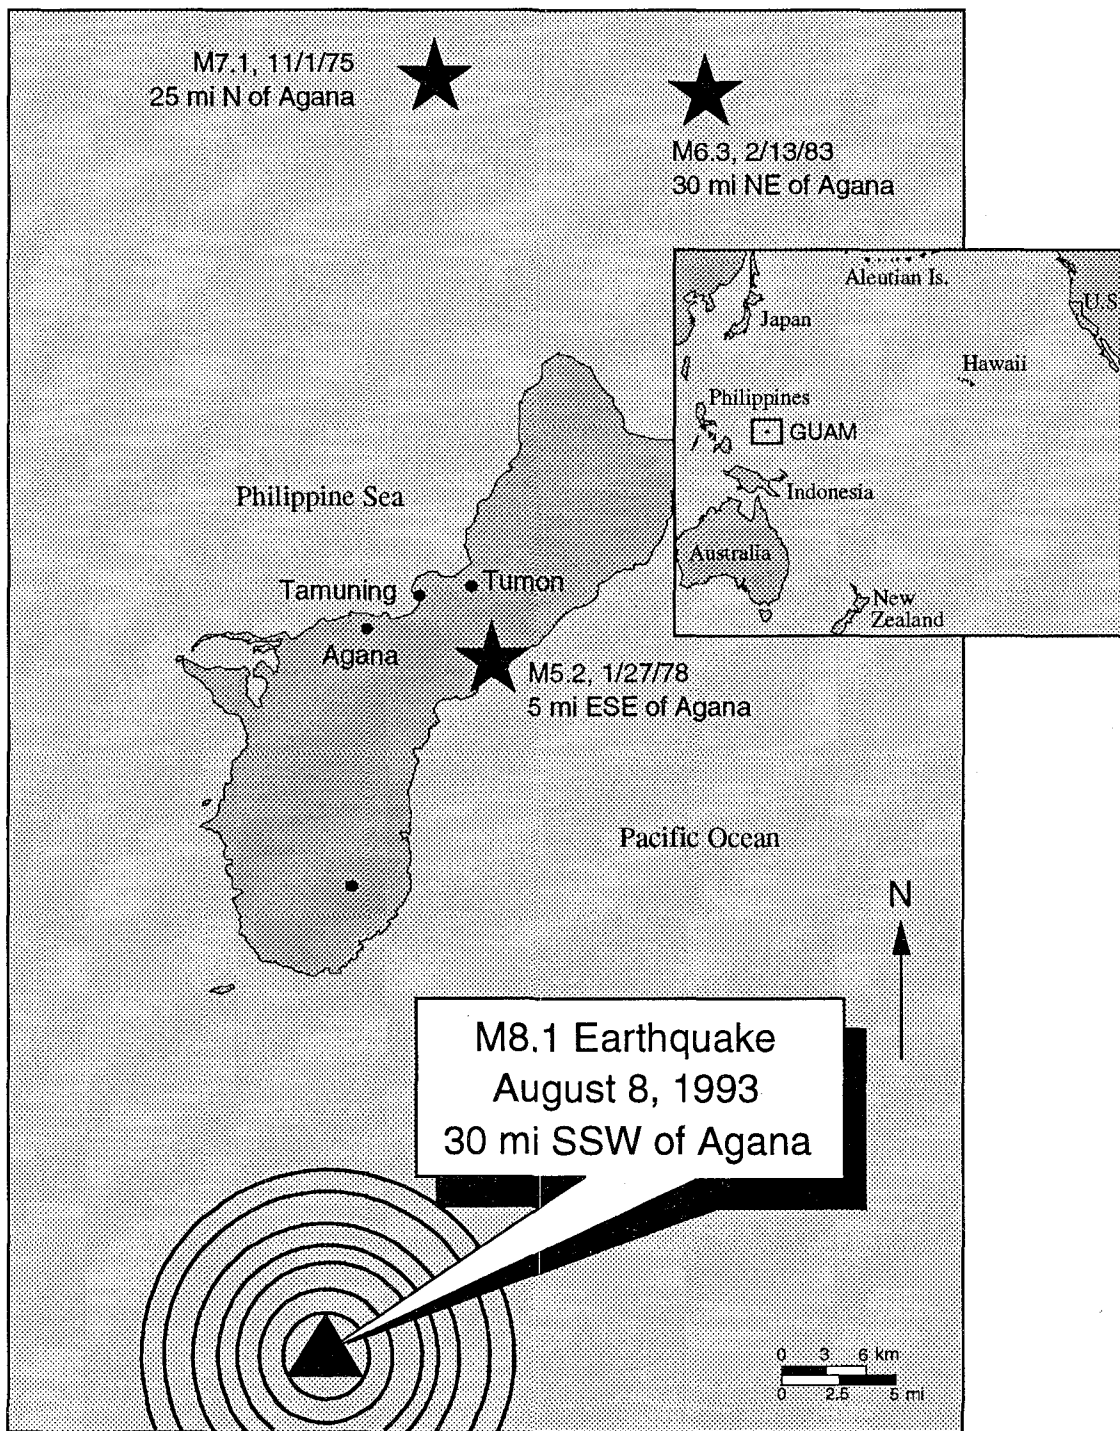 M7.1, 11/1/75
25 mi N of Agana
M6.3, 2/13/83
30 mi NE of Agana
Aleutian Is.
U.S
Japan
Hawaii
Philippines
GUAM
Indonesia
Australia
New
Zealand
Philippine Sea
Tamuning
Tumon
Agana
M5.2, 1/27/78
5 mi ESE of Agana
Pacific Ocean
N
M8.1 Earthquake
August 8, 1993
30 mi SSW of Agana
0 3 6 km
0 2.5 5 mi